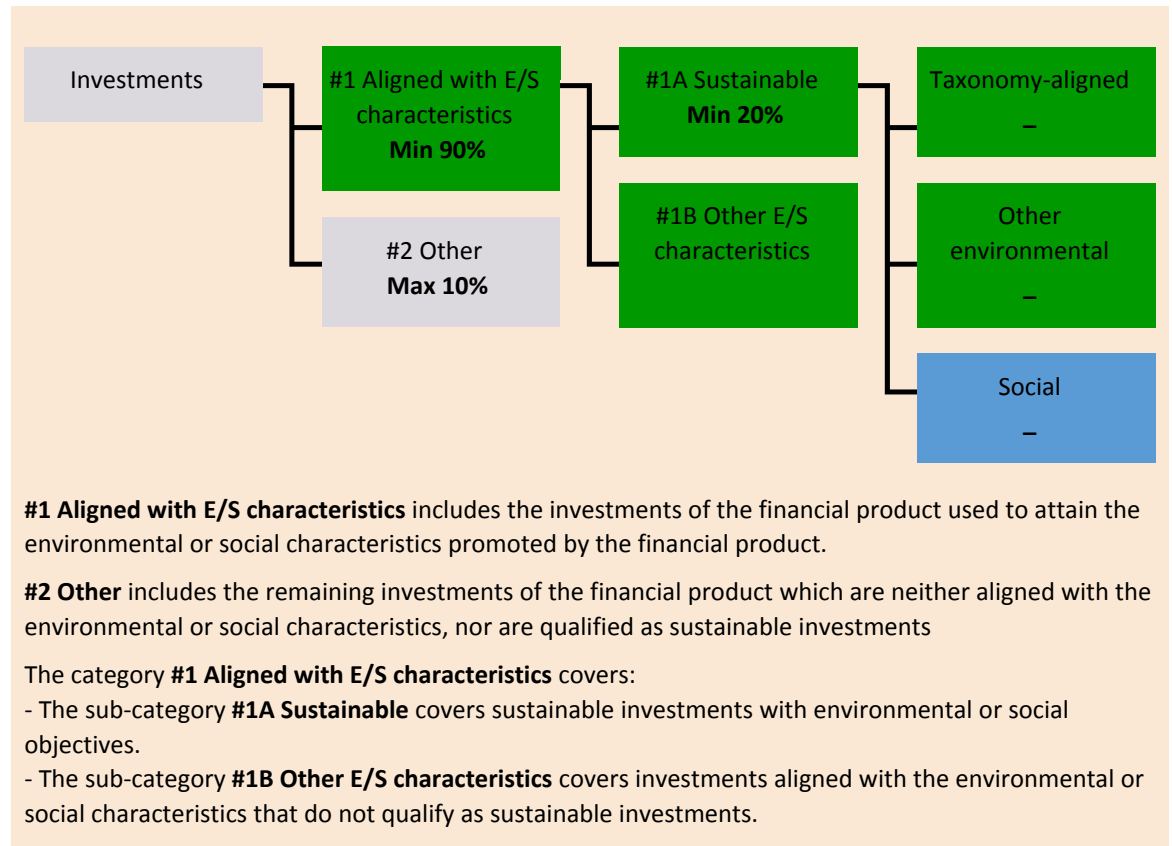 Investments
#1 Aligned with E/S
characteristics
Min 90%
#2 Other
Max 10%
#1A Sustainable
Min 20%
#1B Other E/S
characteristics
Taxonomy-aligned
–
Other
environmental
–
Social
–
#1 Aligned with E/S characteristics includes the investments of the financial product used to attain the
environmental or social characteristics promoted by the financial product.
#2 Other includes the remaining investments of the financial product which are neither aligned with the
environmental or social characteristics, nor are qualified as sustainable investments
The category #1 Aligned with E/S characteristics covers:
- The sub-category #1A Sustainable covers sustainable investments with environmental or social
objectives.
- The sub-category #1B Other E/S characteristics covers investments aligned with the environmental or
social characteristics that do not qualify as sustainable investments.